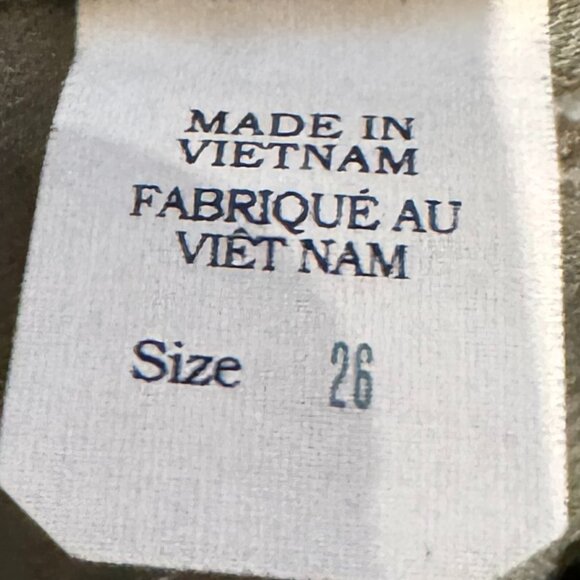 MADE IN
VIETNAM
FABRIQUÉ AU
VIÊT NAM
Size 26